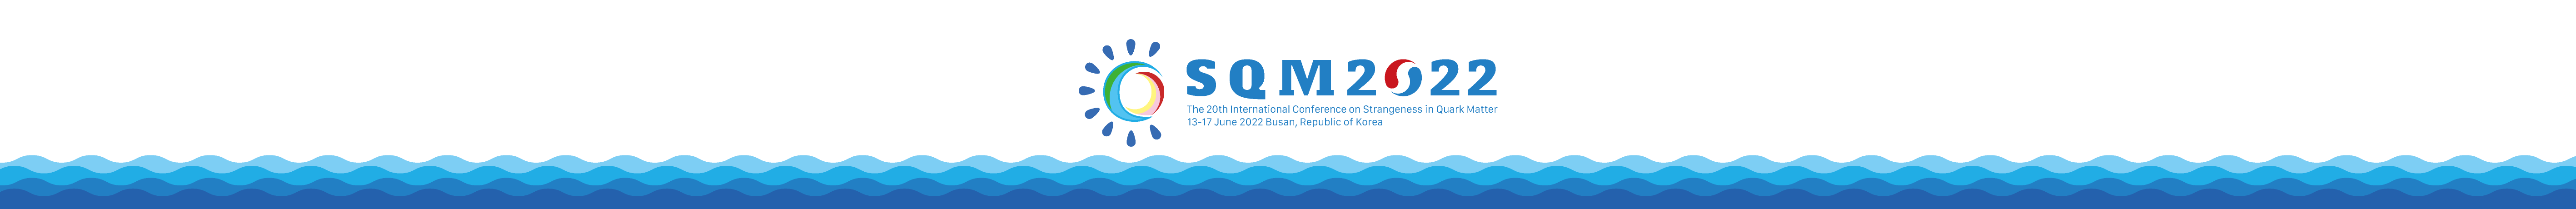 SQM2022
The 20th International Conference on Strangeness in Quark Matter
13-17 June 2022 Busan, Republic of Korea